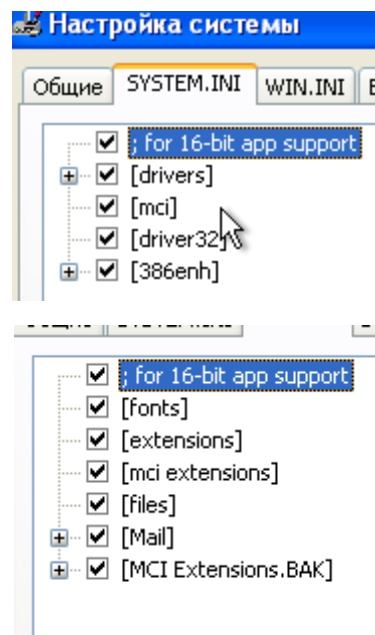 Настройка системы
Общие SYSTEM.INI WIN.INI
; for 16-bit app support
[drivers]
[mci]
[driver32]
[386enh]
; for 16-bit app support
[fonts]
[extensions]
[mci extensions]
[files]
[Mail]
[MCI Extensions.BAK]